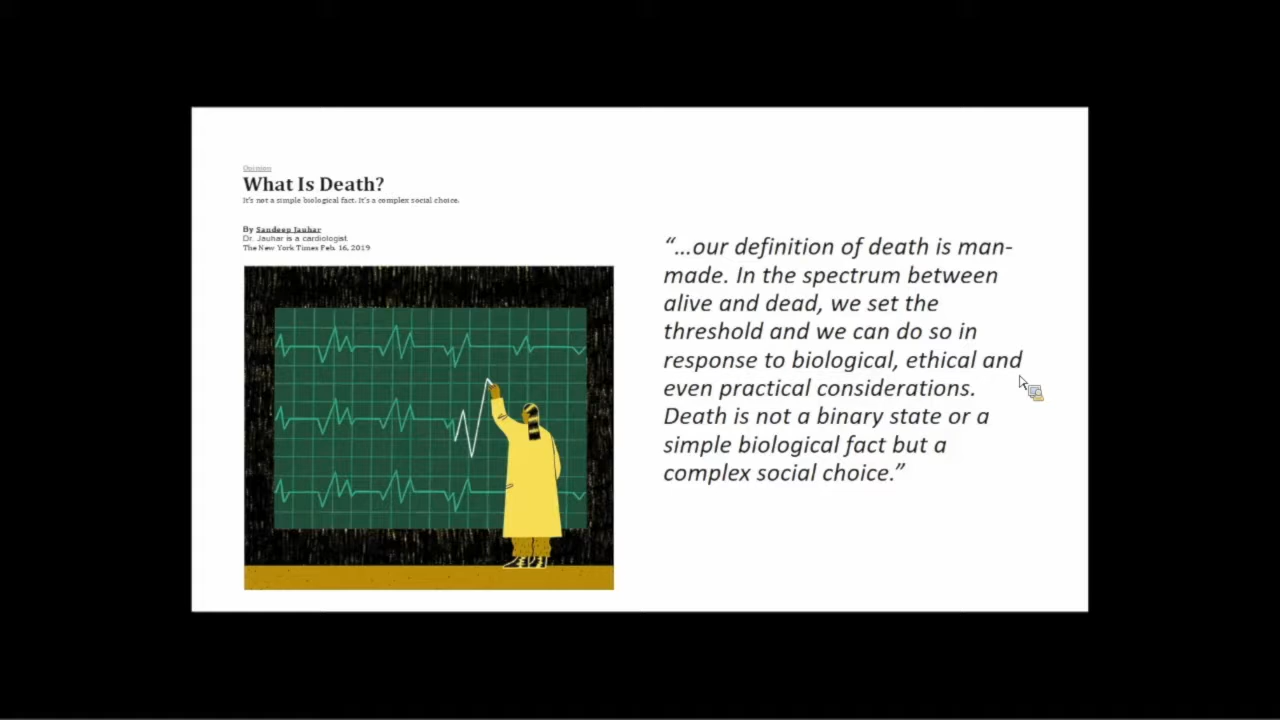 Opinion
What Is Death?
It's not a simple biological fact. It's a complex social choice.
By Sandeep Jauhar
Dr. Jauhar is a cardiologist
The New York Times Feb. 16, 2019
“...our definition of death is man-
made. In the spectrum between
alive and dead, we set the
threshold and we can do so in
response to biological, ethical and
even practical considerations.
Death is not a binary state or a
simple biological fact but a
complex social choice.”